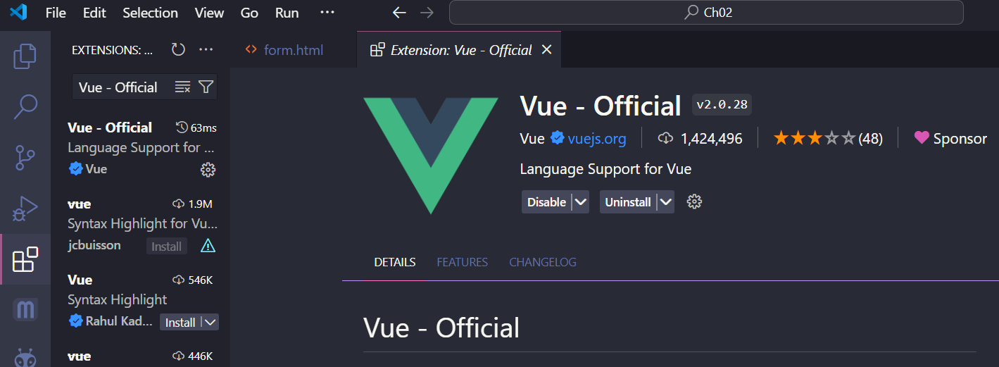 File Edit Selection View Go Run ···
Ch02
EXTENSIONS: ...
form.html
Extension: Vue - Official
Vue - Official
Vue - Official 63ms
Language Support for ...
Vue
vue 1.9M
Syntax Highlight for Vu...
jcbuisson Install
Vue 546K
Syntax Highlight
Rahul Kad... Install
vue 446K
Vue - Official v2.0.28
Vue vuejs.org 1,424,496 (48) Sponsor
Language Support for Vue
Disable Uninstall
DETAILS FEATURES CHANGELOG
Vue - Official